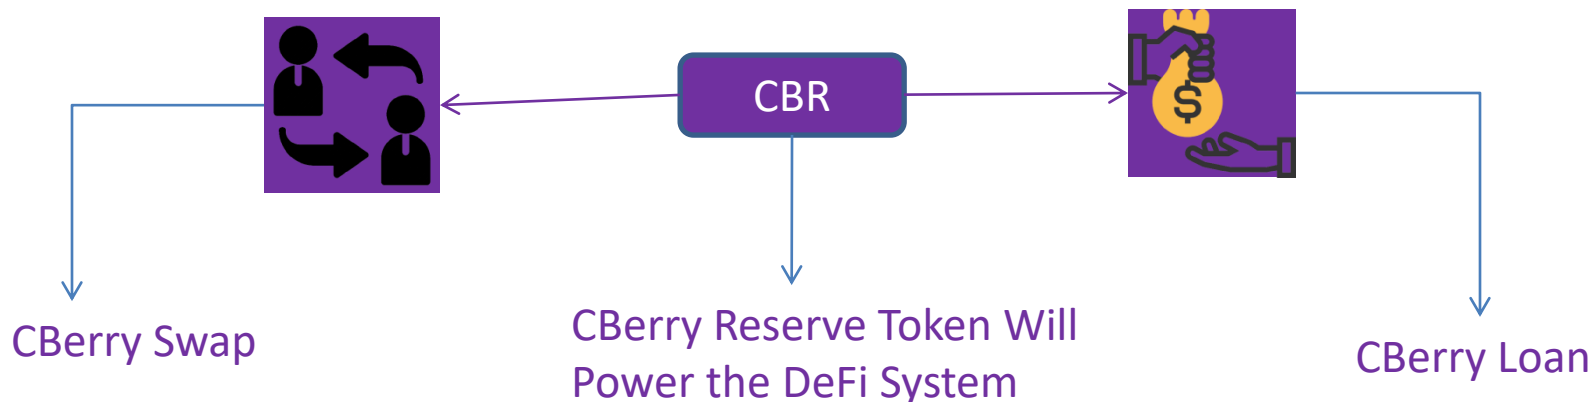 CBR
$
CBerry Swap
CBerry Reserve Token Will
Power the DeFi System
CBerry Loan